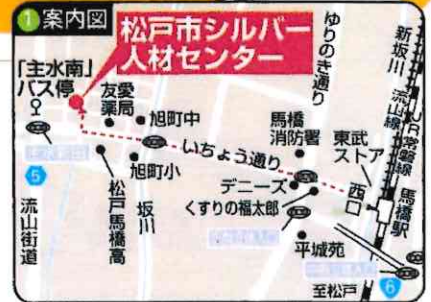 1 案内図
松戸市シルバー
人材センター
「主水南」
バス停
友愛
薬局
旭町中
旭町小
松戸馬橋高
坂川
いちょう通り
馬橋
消防署
デニーズ
くすりの福太郎
平城苑
東武
ストア
西口
馬橋駅
JR常磐線
流山線
新坂川
ゆりのき通り
流山街道
5
6
至松戸